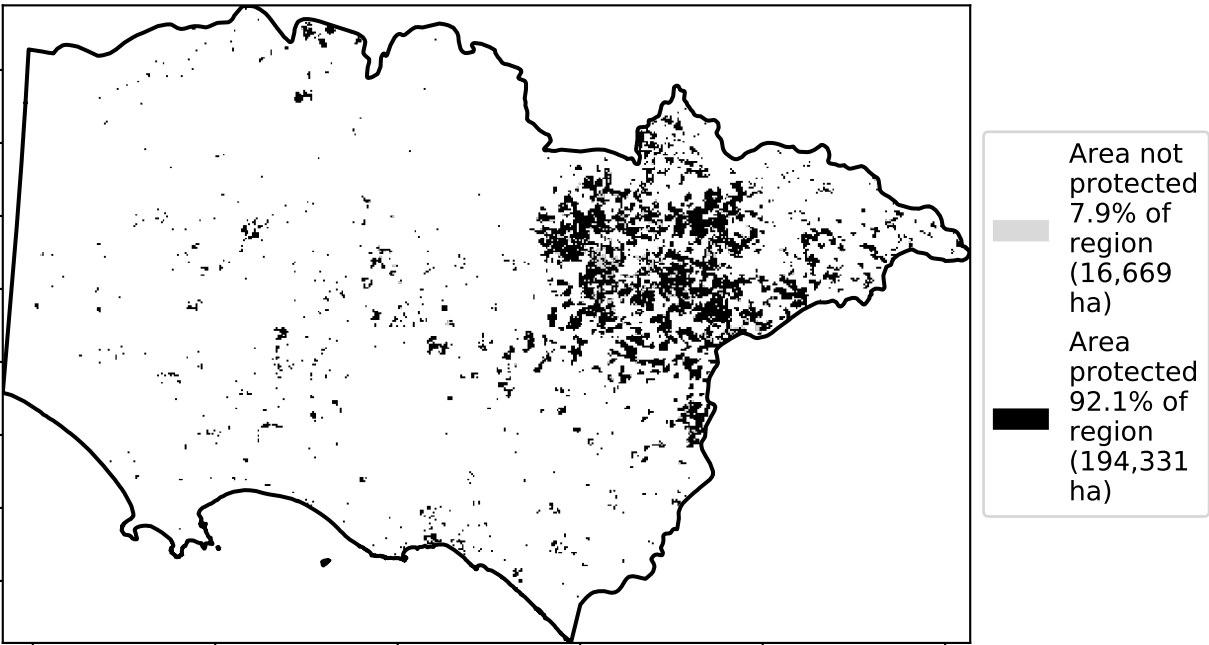 Area not
protected
7.9% of
region
(16,669
ha)
Area
protected
92.1% of
region
(194,331
ha)